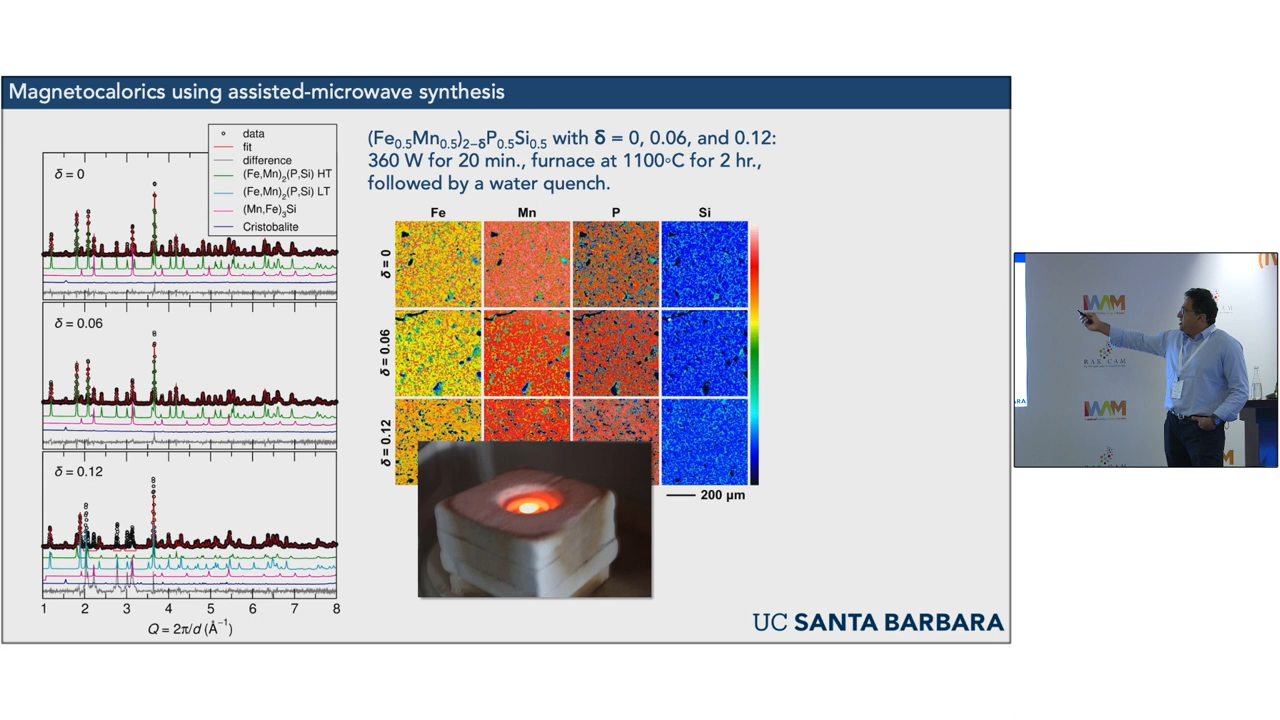 Magnetocalorics using assisted-microwave synthesis
data
fit
difference
(Fe,Mn)₂(P,Si) HT
(Fe,Mn)₂(P,Si) LT
(Mn,Fe)₃Si
Cristobalite
δ = 0
δ = 0.06
δ = 0.12
1 2 3 4 5 6 7 8
Q = 2π/d (Å⁻¹)
(Fe₀.₅Mn₀.₅)₂₋δP₀.₅Si₀.₅ with δ = 0, 0.06, and 0.12:
360 W for 20 min., furnace at 1100◦C for 2 hr.,
followed by a water quench.
Fe Mn P Si
δ = 0
δ = 0.06
δ = 0.12
200 μm
UC SANTA BARBARA
IAAM
IAAM
ARA